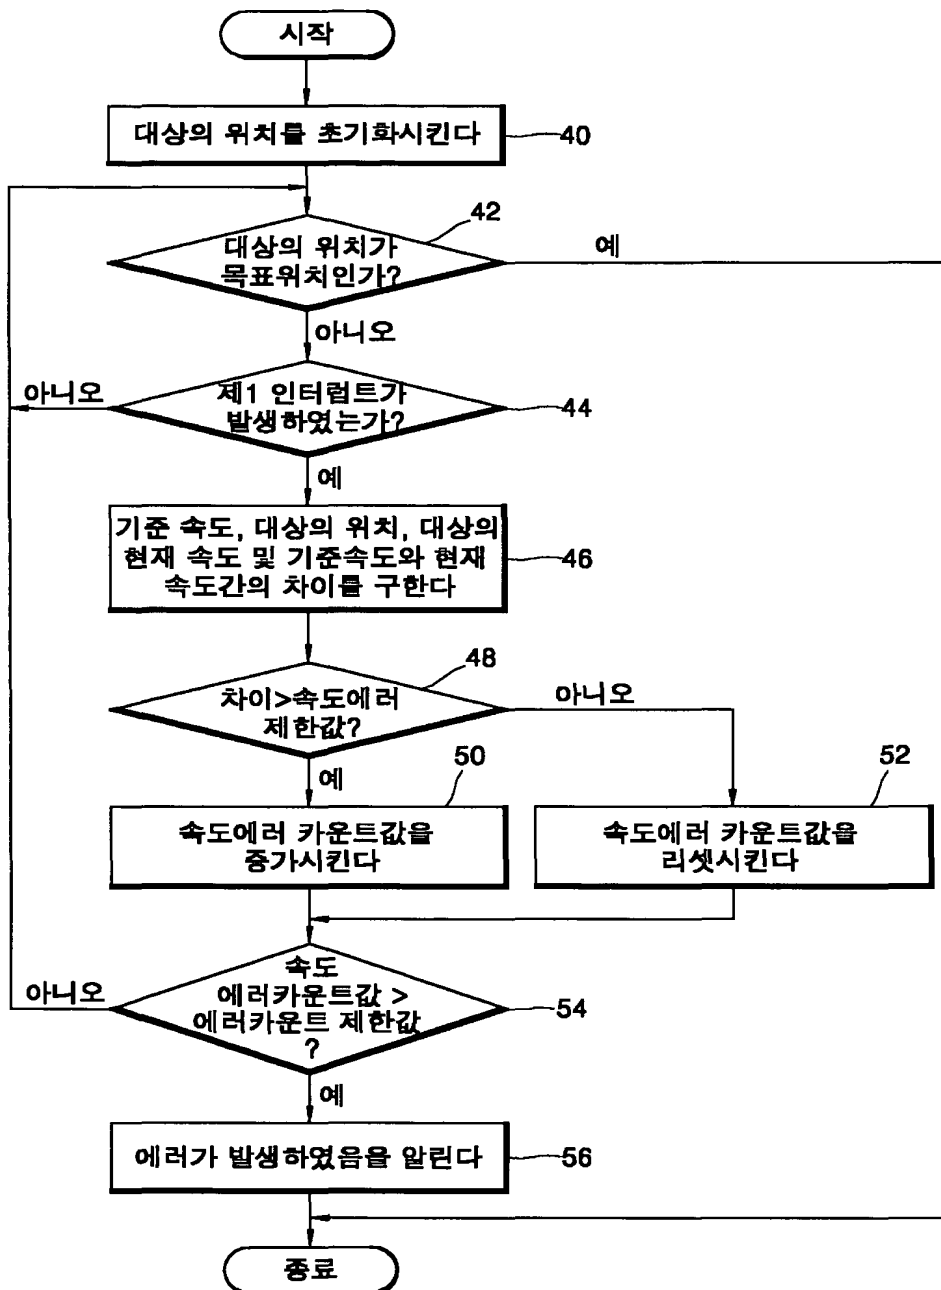 시작
대상의 위치를 초기화시킨다
40
42
대상의 위치가
목표위치인가?
예
아니오
아니오
제1 인터럽트가
발생하였는가?
44
예
기준 속도, 대상의 위치, 대상의
현재 속도 및 기준속도와 현재
속도간의 차이를 구한다
46
48
차이>속도에러
제한값?
아니오
예
50
52
속도에러 카운트값을
증가시킨다
속도에러 카운트값을
리셋시킨다
아니오
속도
에러카운트값 >
에러카운트 제한값
?
54
예
에러가 발생하였음을 알린다
56
종료